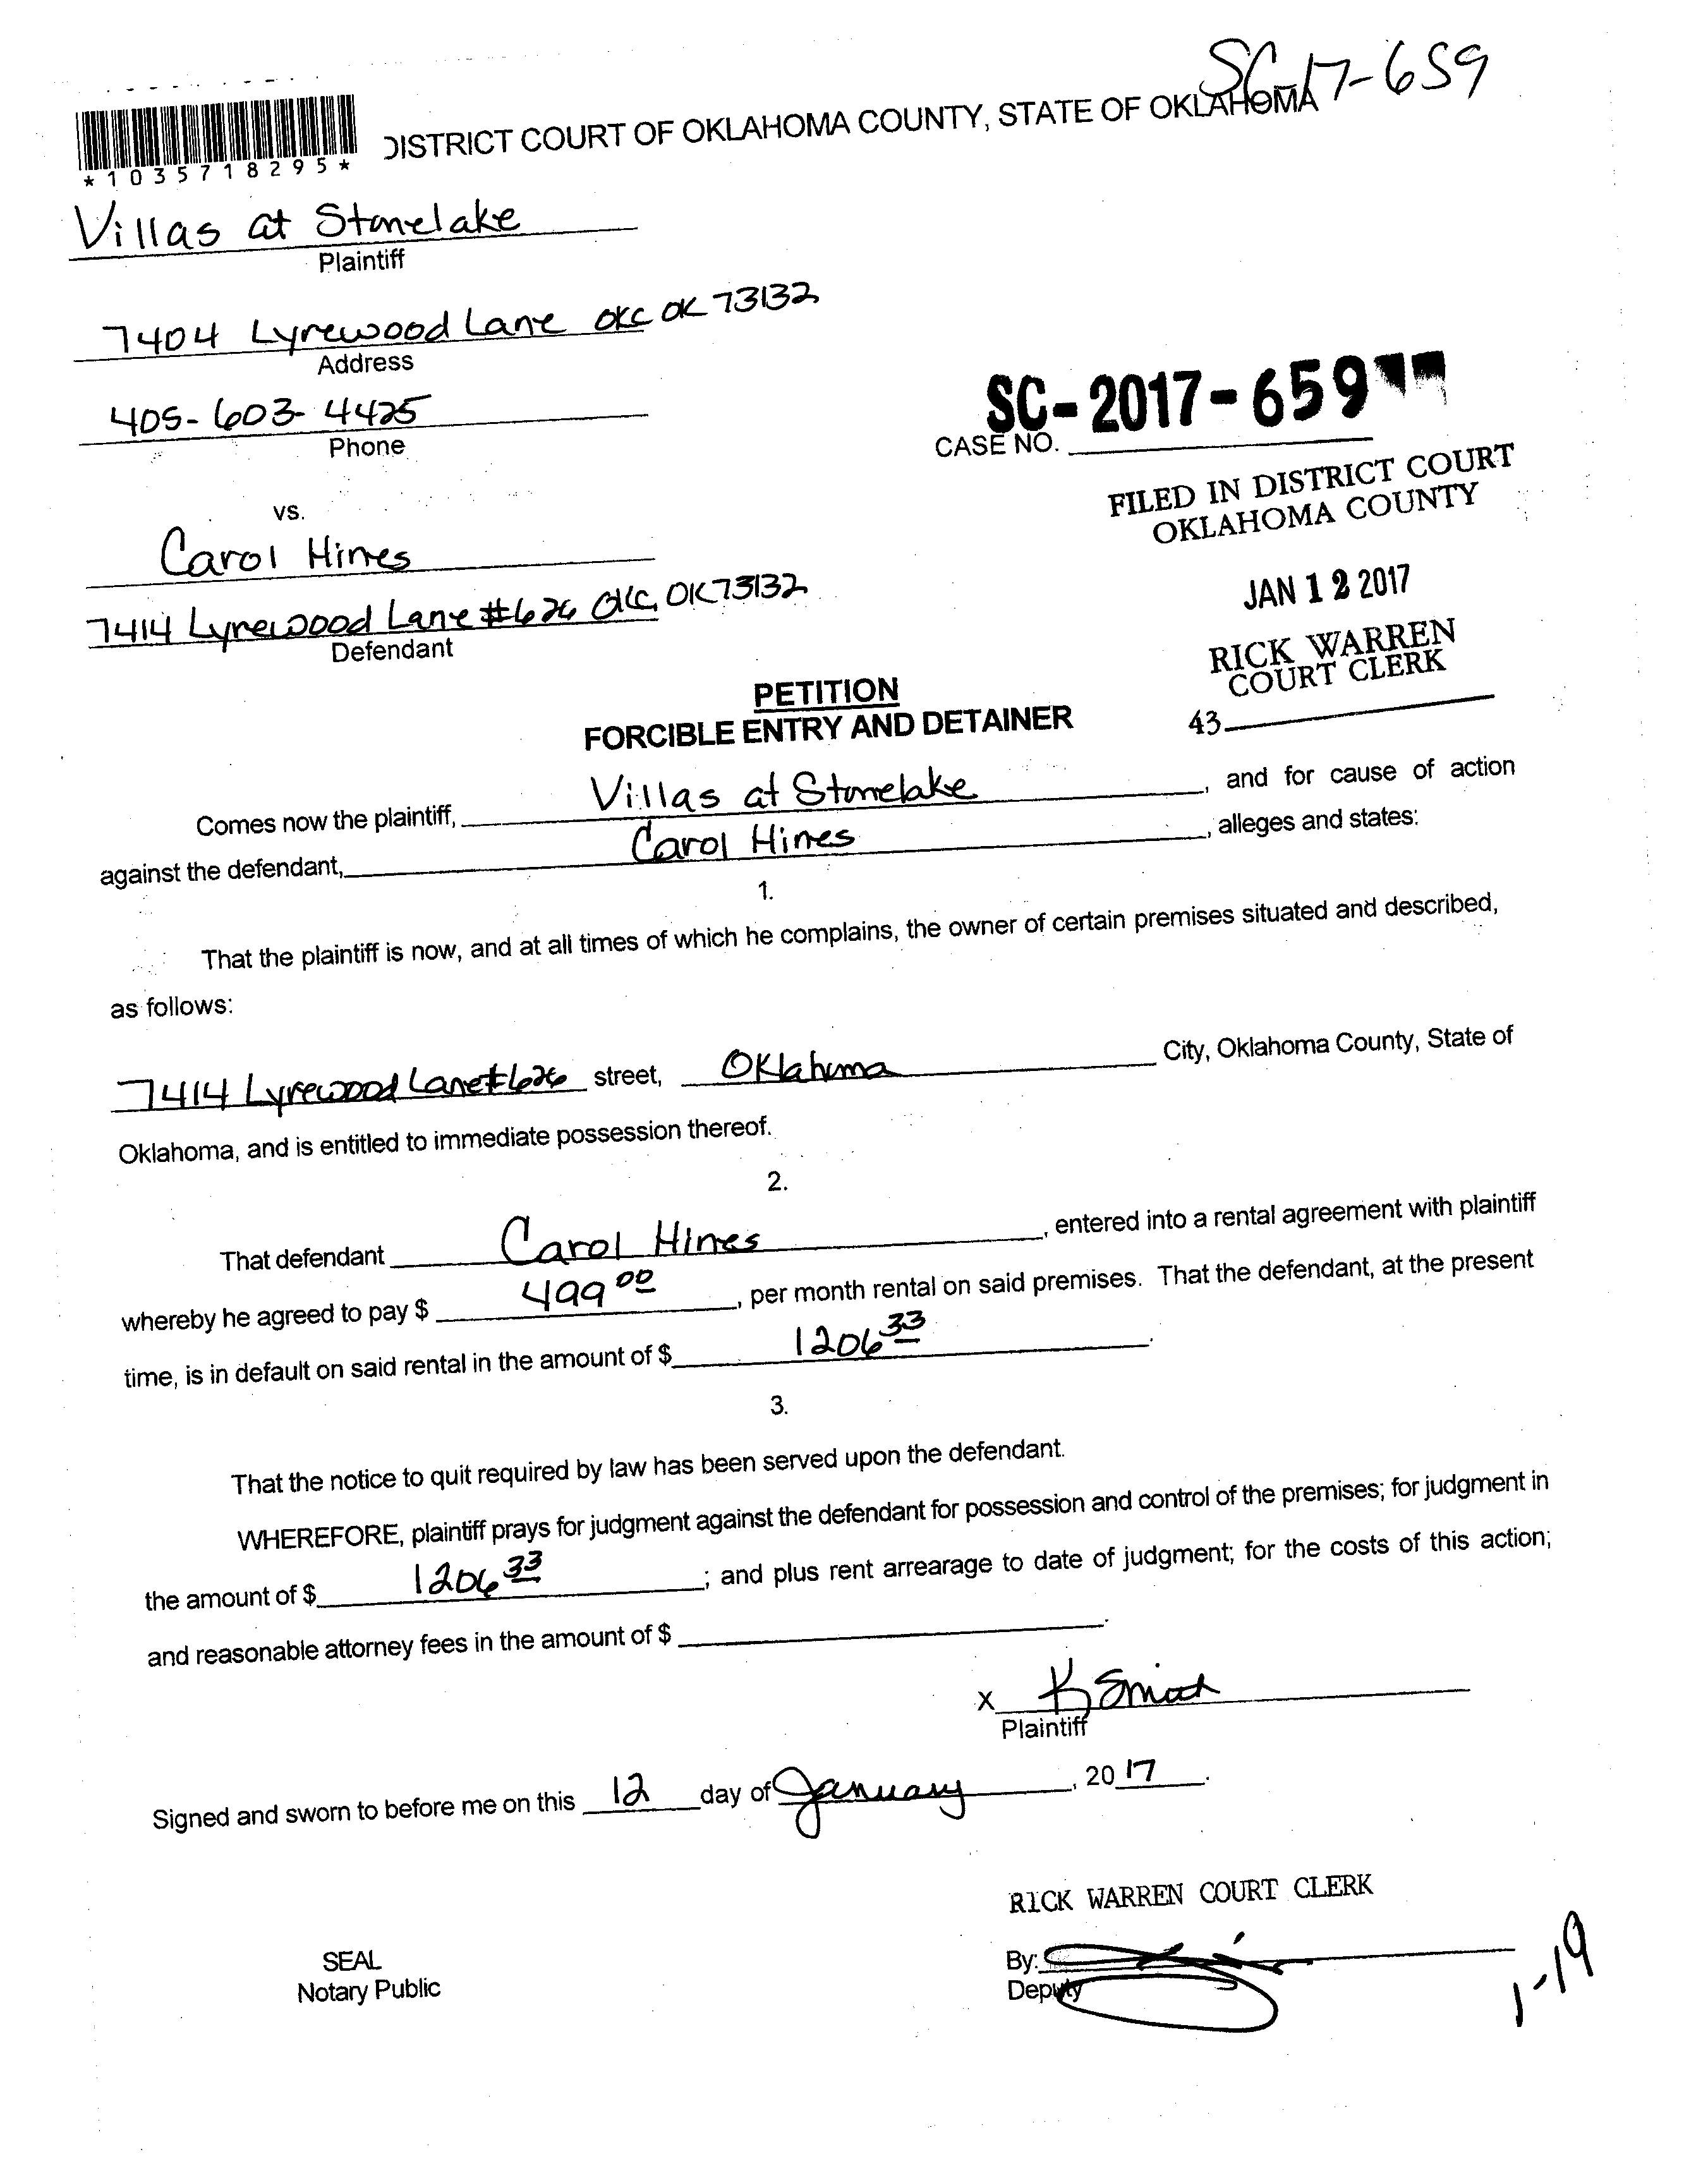 SC-17-659
DISTRICT COURT OF OKLAHOMA COUNTY, STATE OF OKLAHOMA
*1035718295*
Villas at Stonelake
Plaintiff
7404 Lyrewood Lane OKC OK 73132
Address
405-603-4425
Phone
SC-2017-659
CASE NO.
FILED IN DISTRICT COURT
OKLAHOMA COUNTY
vs.
Carol Hines
JAN 12 2017
7414 Lyrewood Lane #626 OKC, OK 73132
Defendant
RICK WARREN
COURT CLERK
43
PETITION
FORCIBLE ENTRY AND DETAINER
Comes now the plaintiff, Villas at Stonelake, and for cause of action
against the defendant, Carol Hines, alleges and states:
1.
That the plaintiff is now, and at all times of which he complains, the owner of certain premises situated and described,
as follows:
7414 Lyrewood Lane #626 street, Oklahoma City, Oklahoma County, State of
Oklahoma, and is entitled to immediate possession thereof.
2.
That defendant Carol Hines, entered into a rental agreement with plaintiff
whereby he agreed to pay $ 499 00, per month rental on said premises. That the defendant, at the present
time, is in default on said rental in the amount of $ 1206 33.
3.
That the notice to quit required by law has been served upon the defendant.
WHEREFORE, plaintiff prays for judgment against the defendant for possession and control of the premises; for judgment in
the amount of $ 1206 33; and plus rent arrearage to date of judgment; for the costs of this action;
and reasonable attorney fees in the amount of $ .
x K Smith
Plaintiff
Signed and sworn to before me on this 12 day of January, 20 17.
RICK WARREN COURT CLERK
SEAL
Notary Public
By:
Deputy
1-19